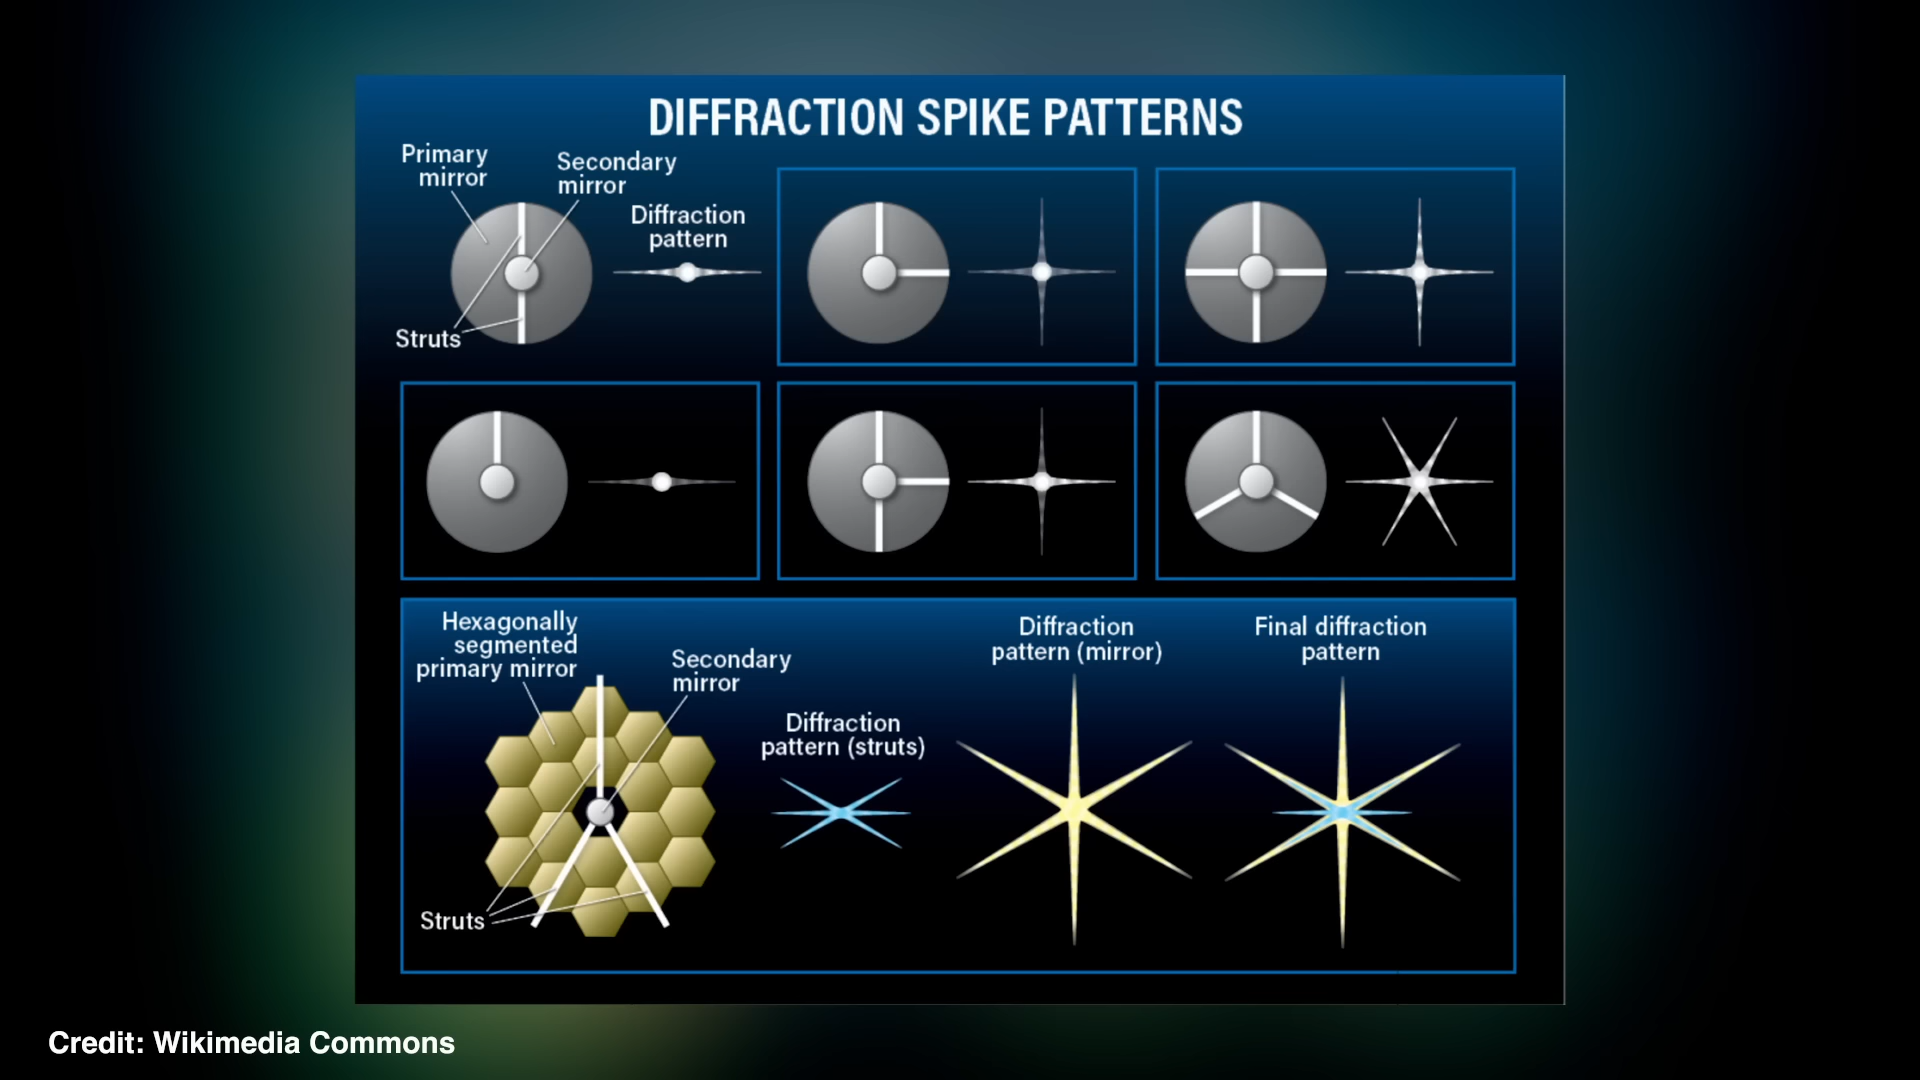 DIFFRACTION SPIKE PATTERNS
Primary
mirror
Secondary
mirror
Diffraction
pattern
Struts
Hexagonally
segmented
primary mirror
Secondary
mirror
Diffraction
pattern (struts)
Diffraction
pattern (mirror)
Final diffraction
pattern
Struts
Credit: Wikimedia Commons